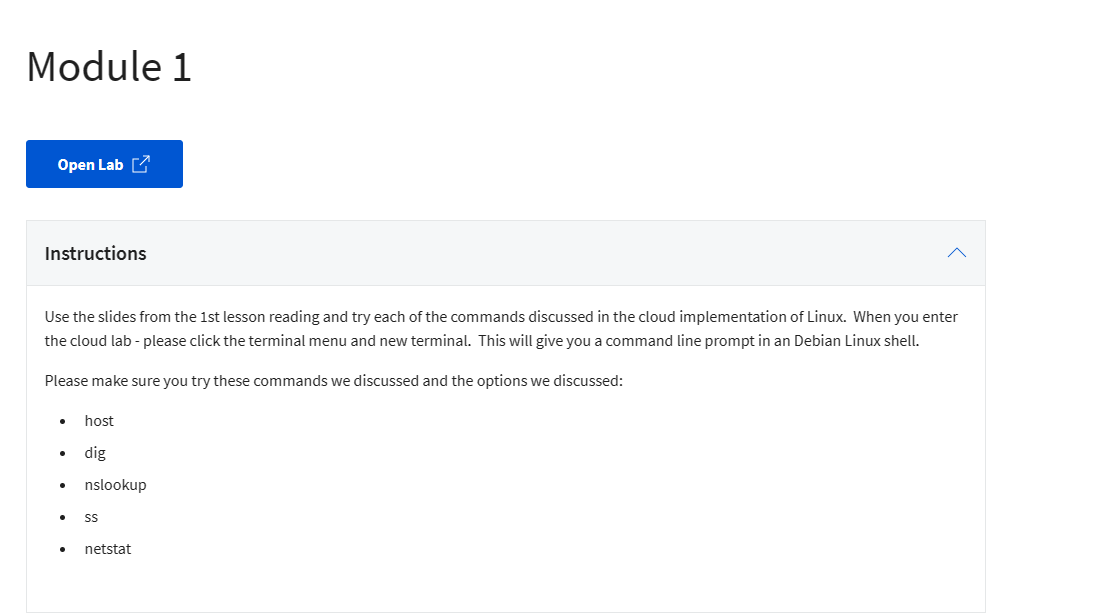 Module 1
Open Lab
Instructions
Use the slides from the 1st lesson reading and try each of the commands discussed in the cloud implementation of Linux.  When you enter
the cloud lab - please click the terminal menu and new terminal.  This will give you a command line prompt in an Debian Linux shell.
Please make sure you try these commands we discussed and the options we discussed:
• host
• dig
• nslookup
• ss
• netstat